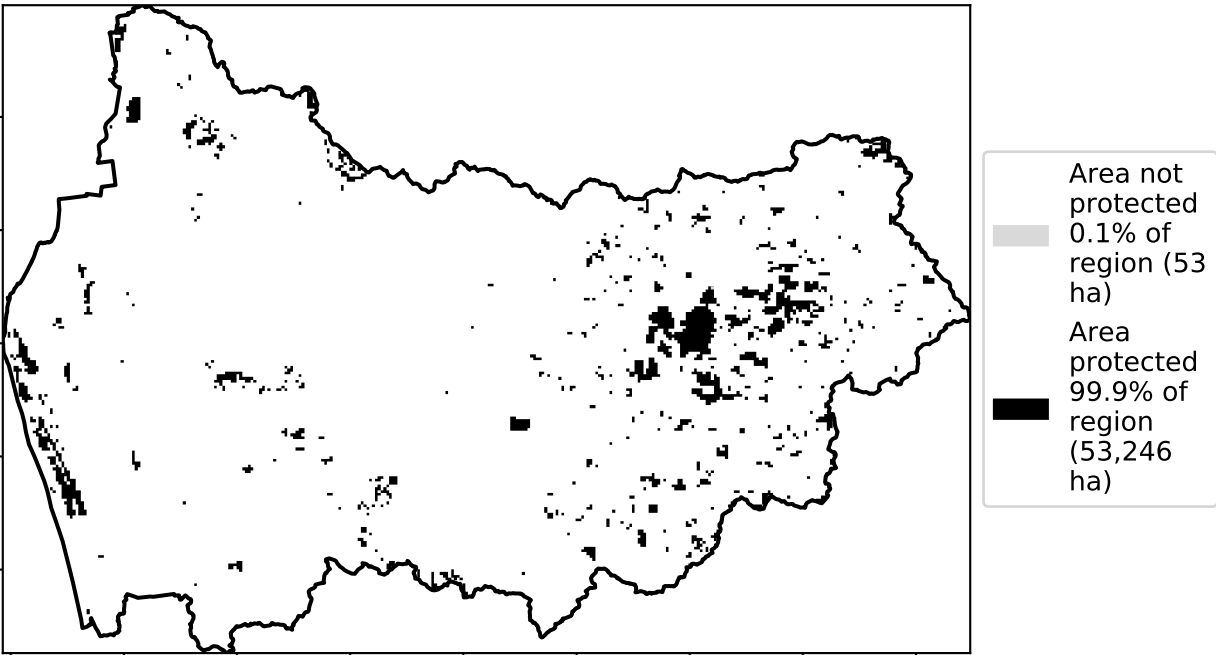 Area not
protected
0.1% of
region (53
ha)
Area
protected
99.9% of
region
(53,246
ha)